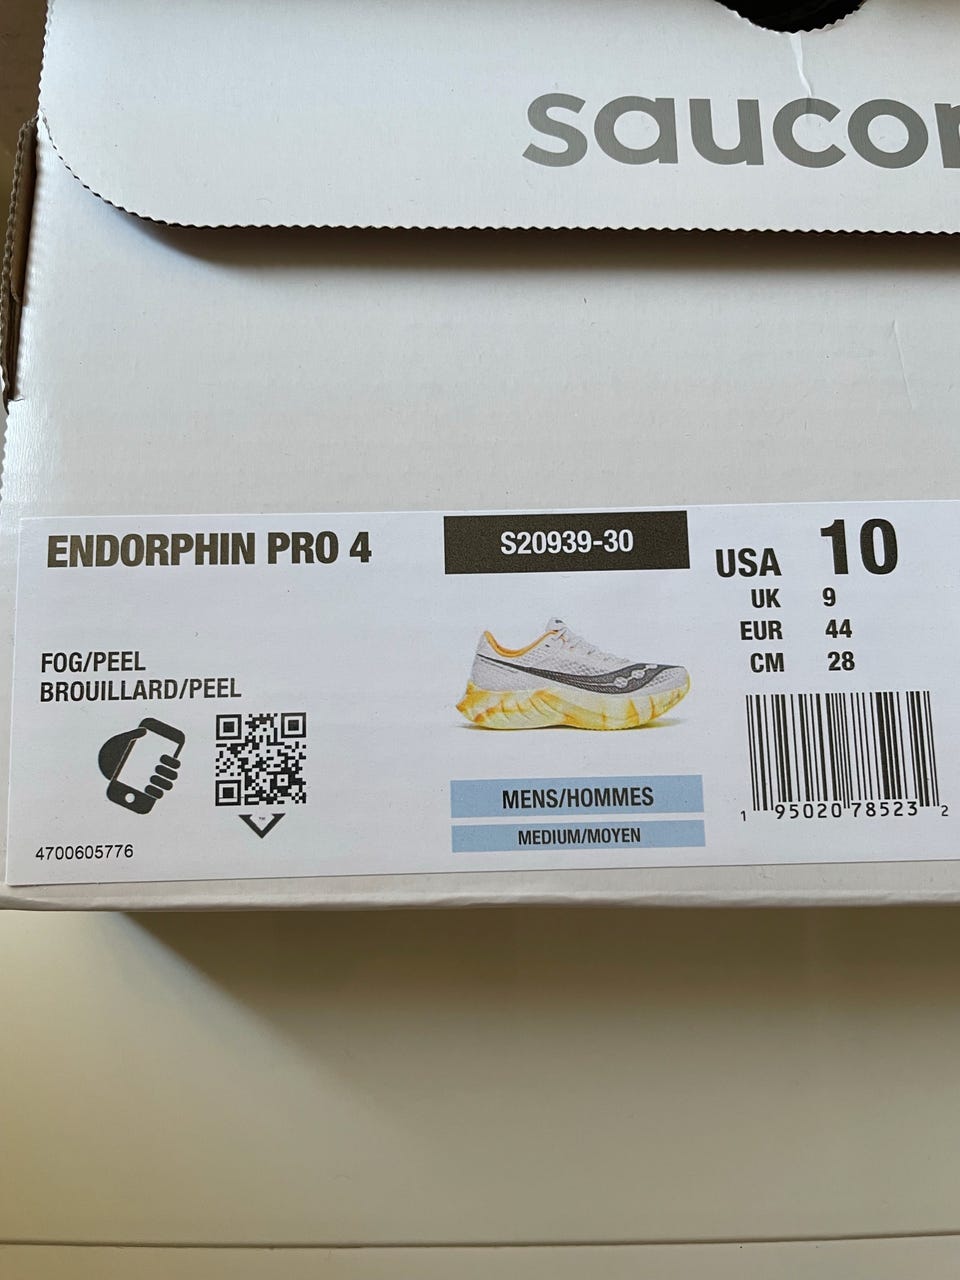 saucon
ENDORPHIN PRO 4
S20939-30
USA 10
UK 9
EUR 44
CM 28
FOG/PEEL
BROUILLARD/PEEL
MENS/HOMMES
MEDIUM/MOYEN
1 95020 78523 2
4700605776